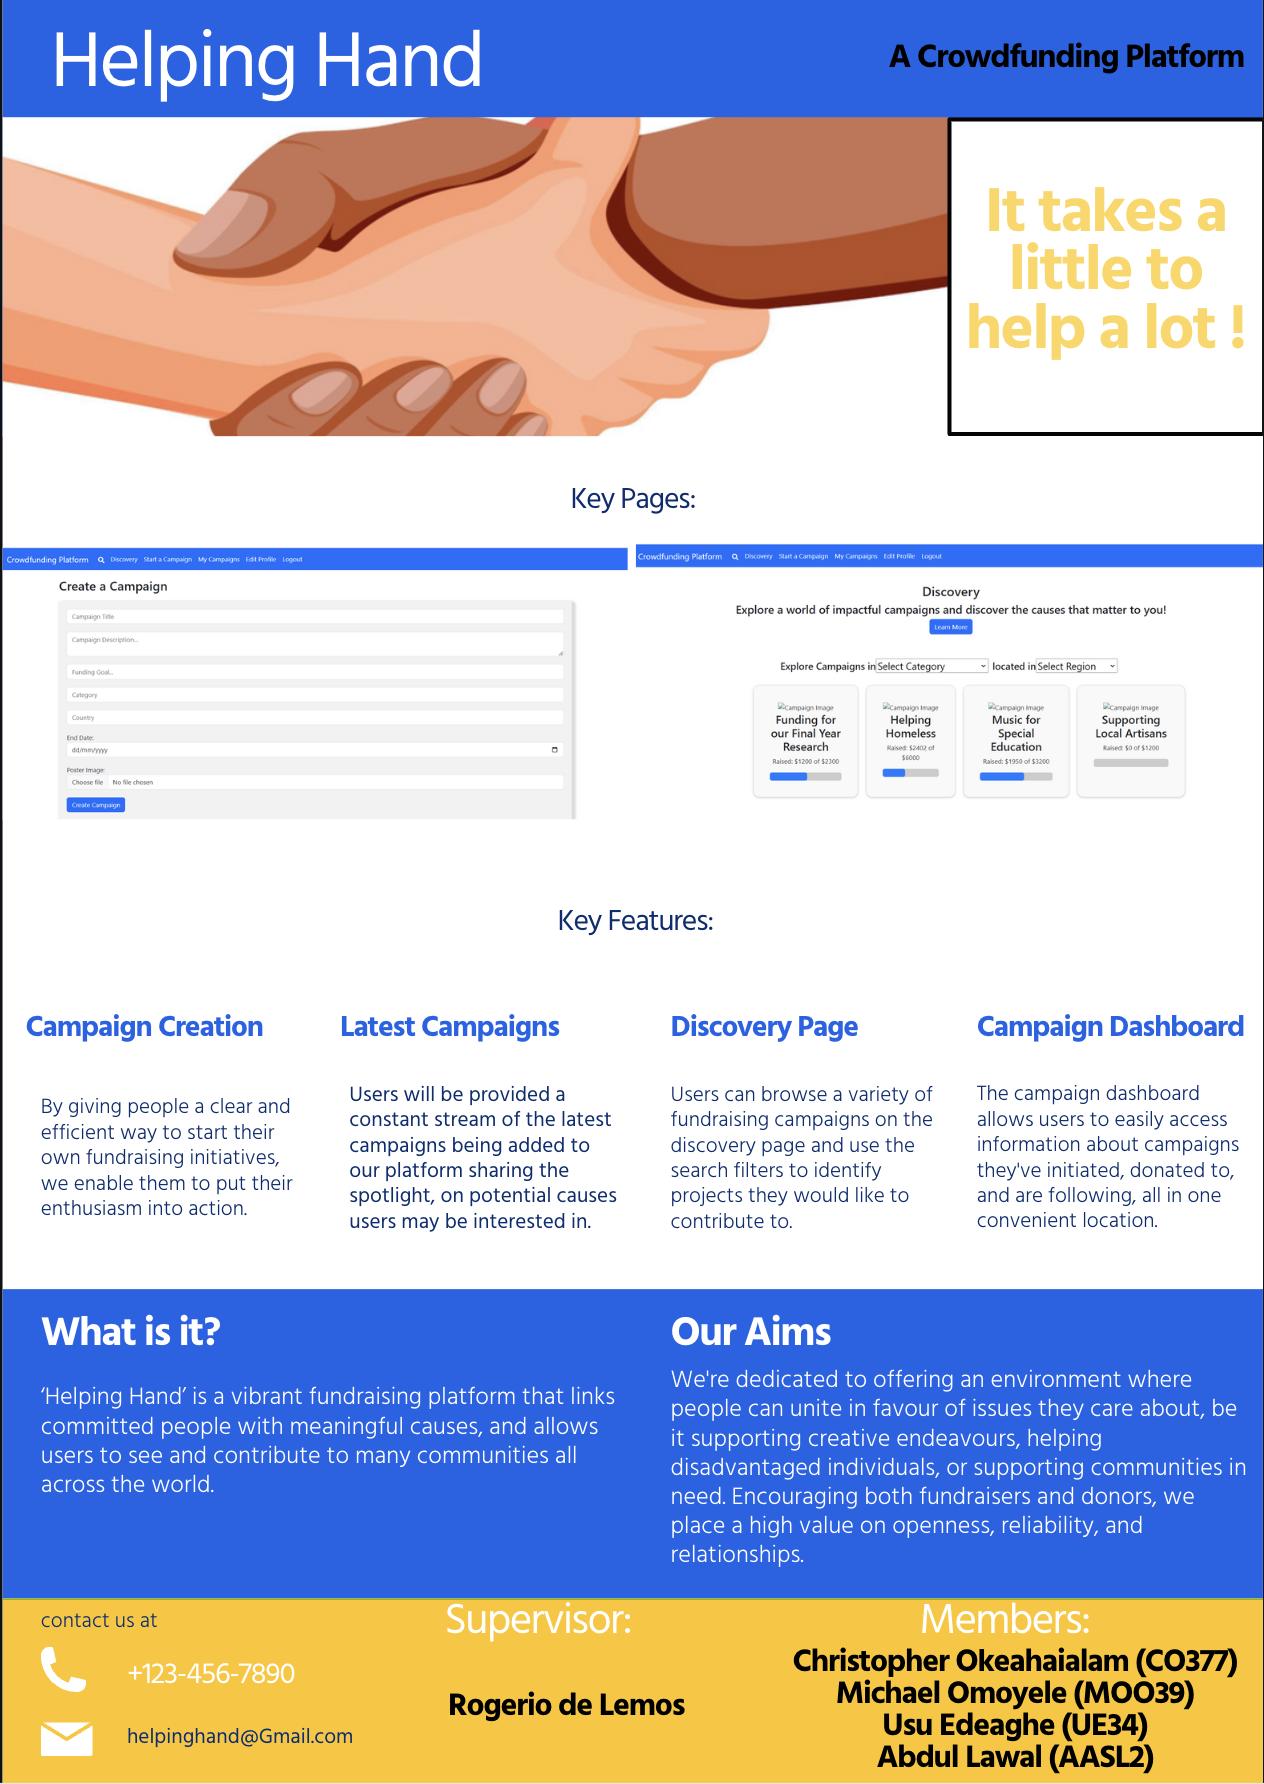 Helping Hand
A Crowdfunding Platform
It takes a
little to
help a lot !
Key Pages:
Crowdfunding Platform Discovery Start a Campaign My Campaigns Edit Profile Logout
Create a Campaign
Campaign Title
Campaign Description...
Funding Goal...
Category
Country
End Date:
dd/mm/yyyy
Poster Image:
Choose file No file chosen
Create Campaign
Crowdfunding Platform Discovery Start a Campaign My Campaigns Edit Profile Logout
Discovery
Explore a world of impactful campaigns and discover the causes that matter to you!
Learn More
Explore Campaigns in Select Category located in Select Region
Campaign Image
Funding for
our Final Year
Research
Raised: $1200 of $2300
Campaign Image
Helping
Homeless
Raised: $2402 of
$6000
Campaign Image
Music for
Special
Education
Raised: $1950 of $3200
Campaign Image
Supporting
Local Artisans
Raised: $0 of $1200
Key Features:
Campaign Creation
By giving people a clear and
efficient way to start their
own fundraising initiatives,
we enable them to put their
enthusiasm into action.
Latest Campaigns
Users will be provided a
constant stream of the latest
campaigns being added to
our platform sharing the
spotlight, on potential causes
users may be interested in.
Discovery Page
Users can browse a variety of
fundraising campaigns on the
discovery page and use the
search filters to identify
projects they would like to
contribute to.
Campaign Dashboard
The campaign dashboard
allows users to easily access
information about campaigns
they've initiated, donated to,
and are following, all in one
convenient location.
What is it?
‘Helping Hand’ is a vibrant fundraising platform that links
committed people with meaningful causes, and allows
users to see and contribute to many communities all
across the world.
Our Aims
We're dedicated to offering an environment where
people can unite in favour of issues they care about, be
it supporting creative endeavours, helping
disadvantaged individuals, or supporting communities in
need. Encouraging both fundraisers and donors, we
place a high value on openness, reliability, and
relationships.
contact us at
+123-456-7890
helpinghand@Gmail.com
Supervisor:
Rogerio de Lemos
Members:
Christopher Okeahaialam (CO377)
Michael Omoyele (MOO39)
Usu Edeaghe (UE34)
Abdul Lawal (AASL2)